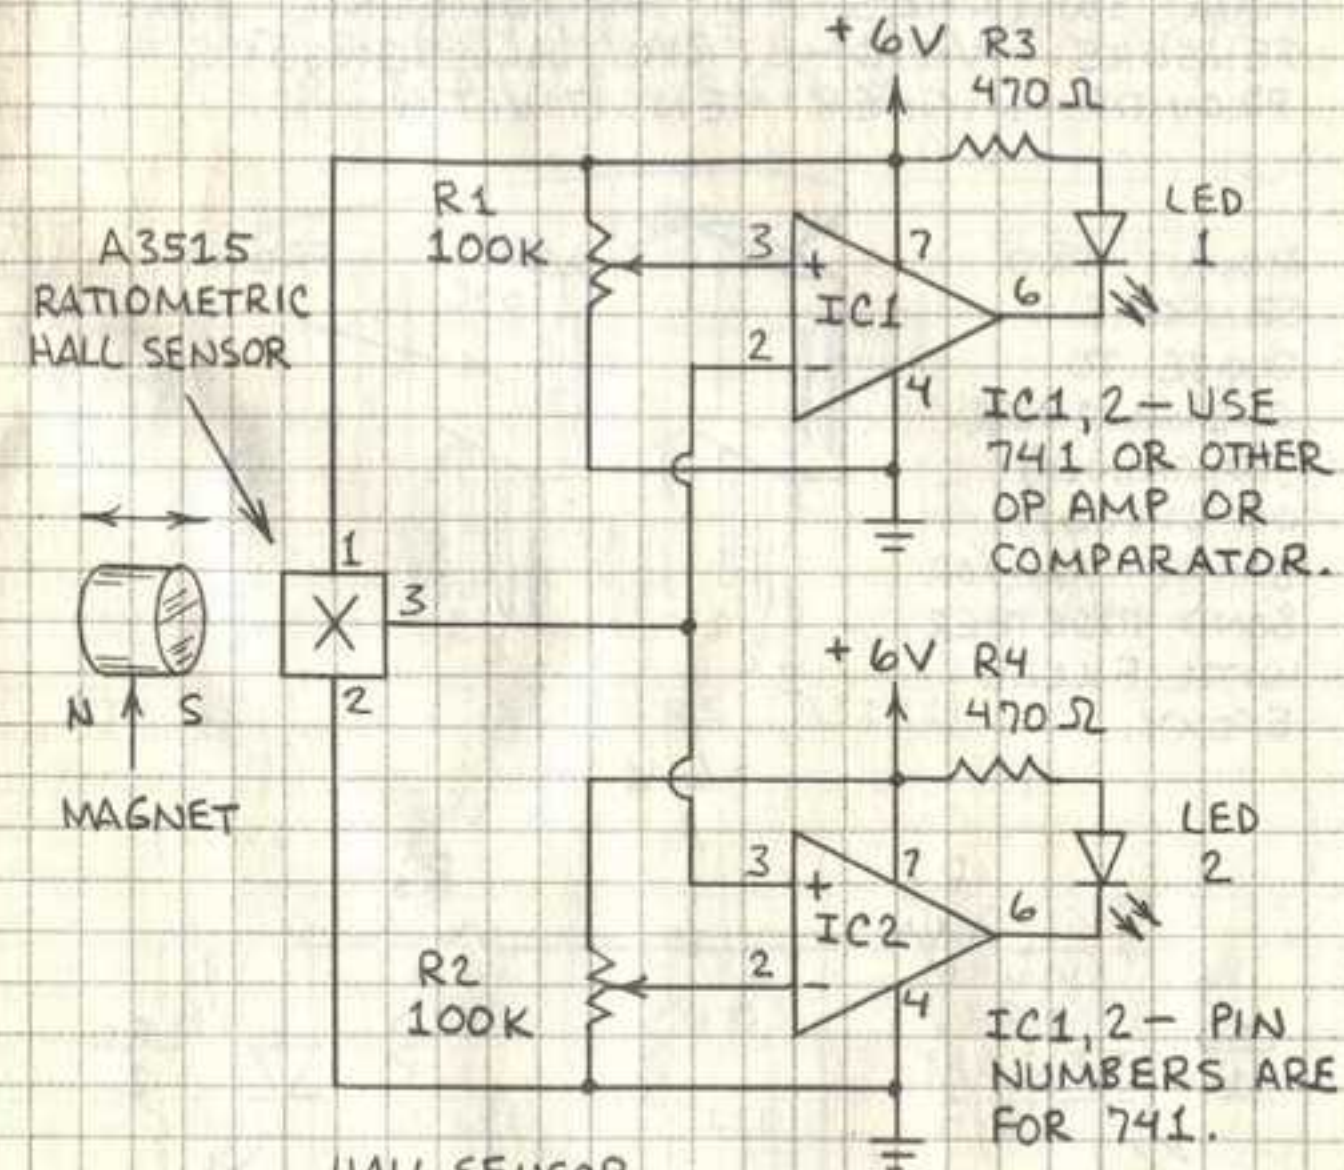 + 6V R3
470 Ω
R1
100K
3
+
7
IC1
2
-
4
6
LED
1
A3515
RATIOMETRIC
HALL SENSOR
IC1, 2 - USE
741 OR OTHER
OP AMP OR
COMPARATOR.
1
X
3
2
N S
MAGNET
+ 6V R4
470 Ω
3
+
7
IC2
2
-
4
6
LED
2
R2
100K
IC1, 2 - PIN
NUMBERS ARE
FOR 741.
HALL SENSOR